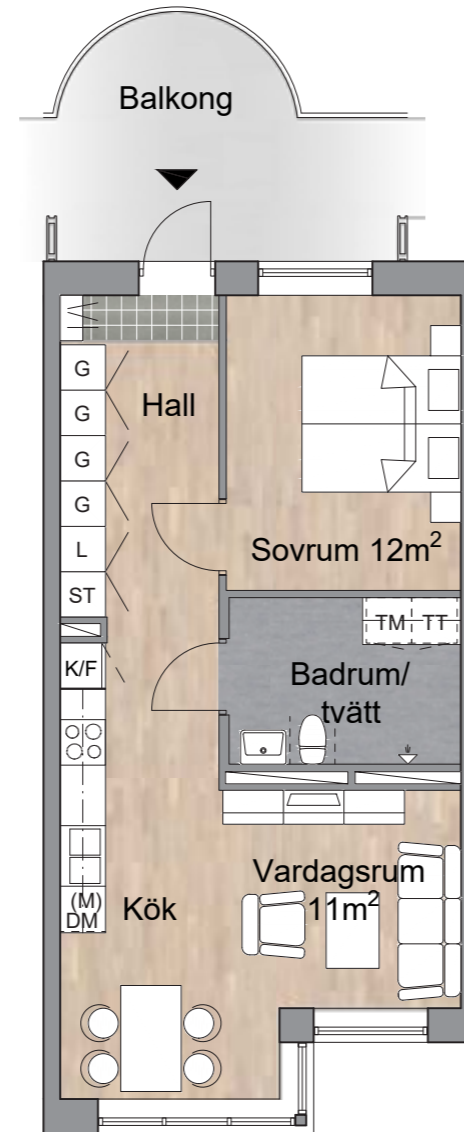 Balkong
G
G
Hall
G
G
L
Sovrum 12m²
ST
TM TT
K/F
Badrum/
tvätt
Vardagsrum
11m²
(M)
DM
Kök